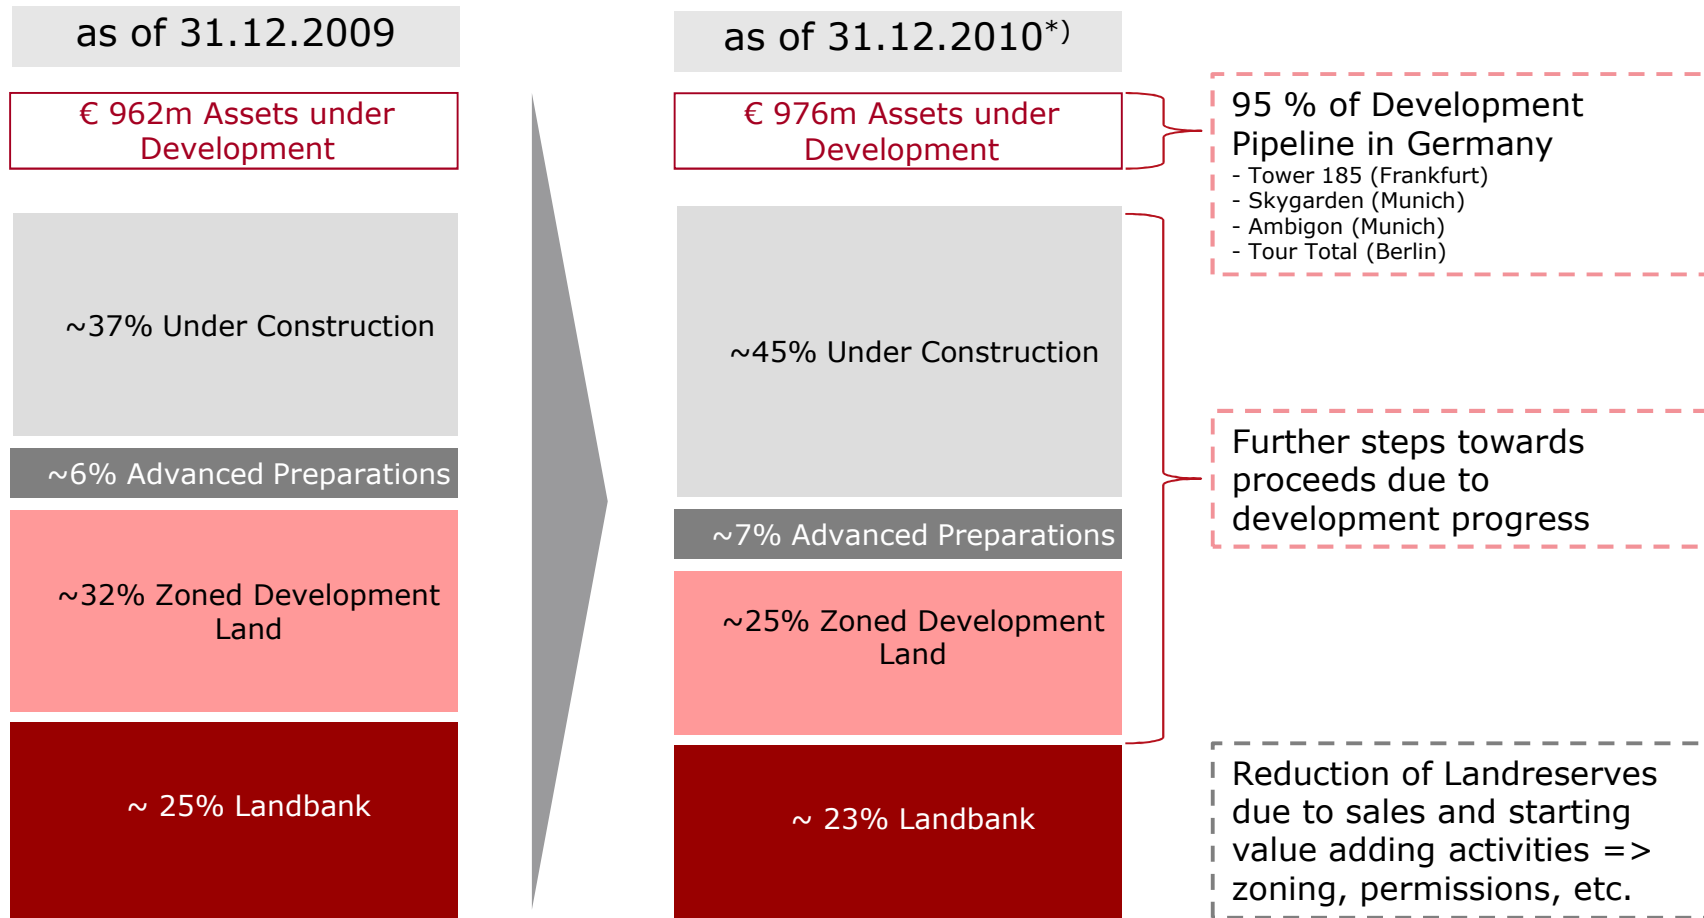 as of 31.12.2009
€ 962m Assets under
Development
~37% Under Construction
~6% Advanced Preparations
~32% Zoned Development
Land
~ 25% Landbank
as of 31.12.2010*)
€ 976m Assets under
Development
~45% Under Construction
~7% Advanced Preparations
~25% Zoned Development
Land
~ 23% Landbank
95 % of Development
Pipeline in Germany
- Tower 185 (Frankfurt)
- Skygarden (Munich)
- Ambigon (Munich)
- Tour Total (Berlin)
Further steps towards
proceeds due to
development progress
Reduction of Landreserves
due to sales and starting
value adding activities =>
zoning, permissions, etc.